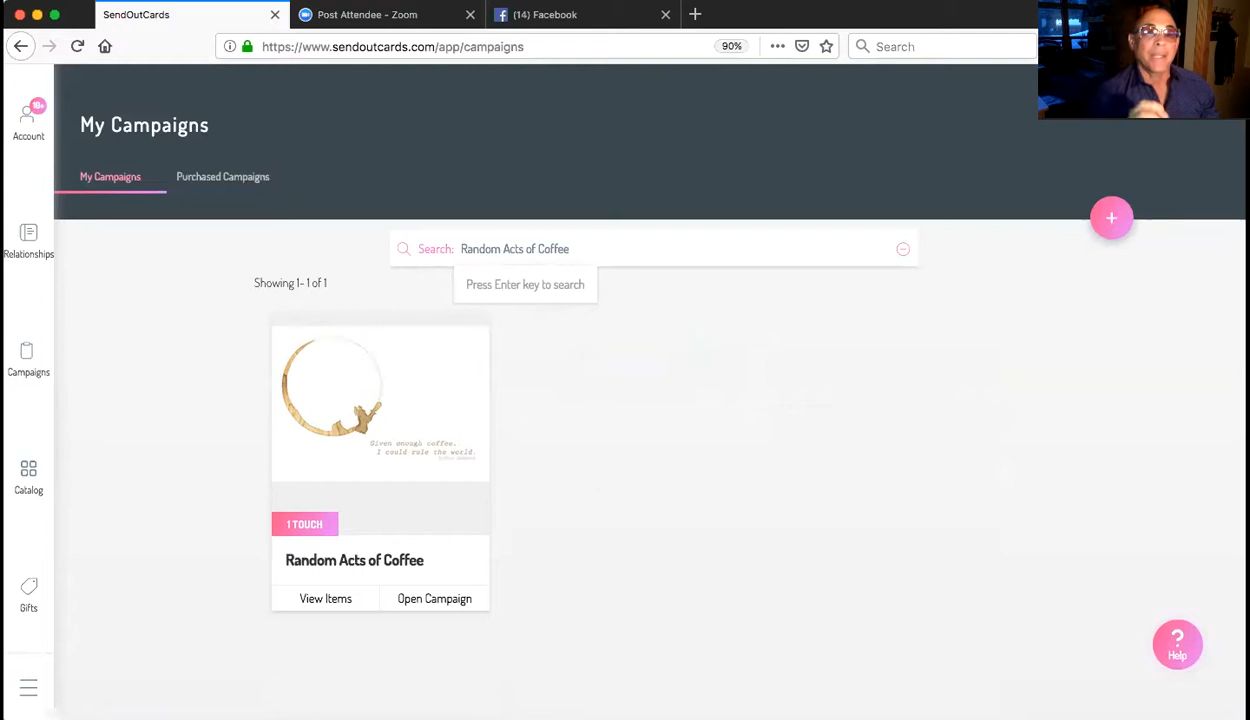 SendOutCards
Post Attendee - Zoom
(14) Facebook
https://www.sendoutcards.com/app/campaigns
90%
Search
10+
Account
Relationships
Campaigns
Catalog
Gifts
My Campaigns
My Campaigns
Purchased Campaigns
+
Search: Random Acts of Coffee
Press Enter key to search
Showing 1- 1 of 1
Given enough coffee,
I could rule the world.
1 TOUCH
Random Acts of Coffee
View Items
Open Campaign
?
Help